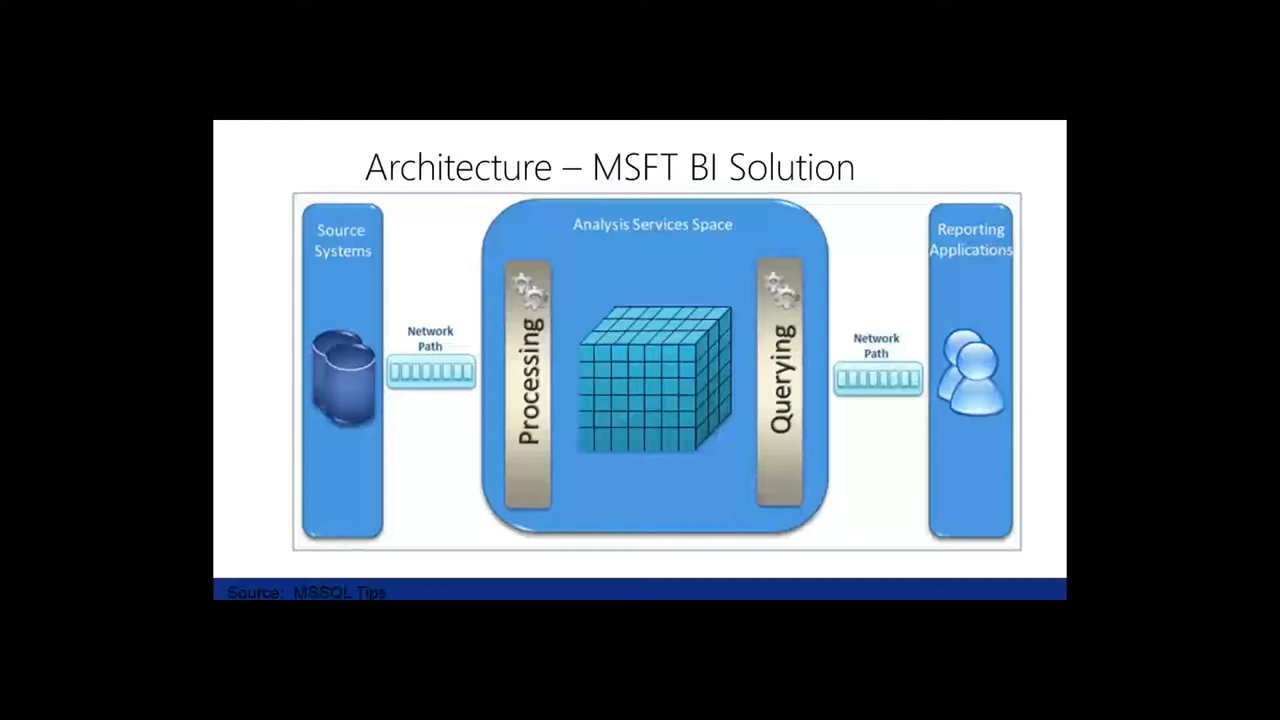 Architecture – MSFT BI Solution
Source
Systems
Network
Path
Analysis Services Space
Processing
Querying
Network
Path
Reporting
Applications
Source: MSSQL Tips